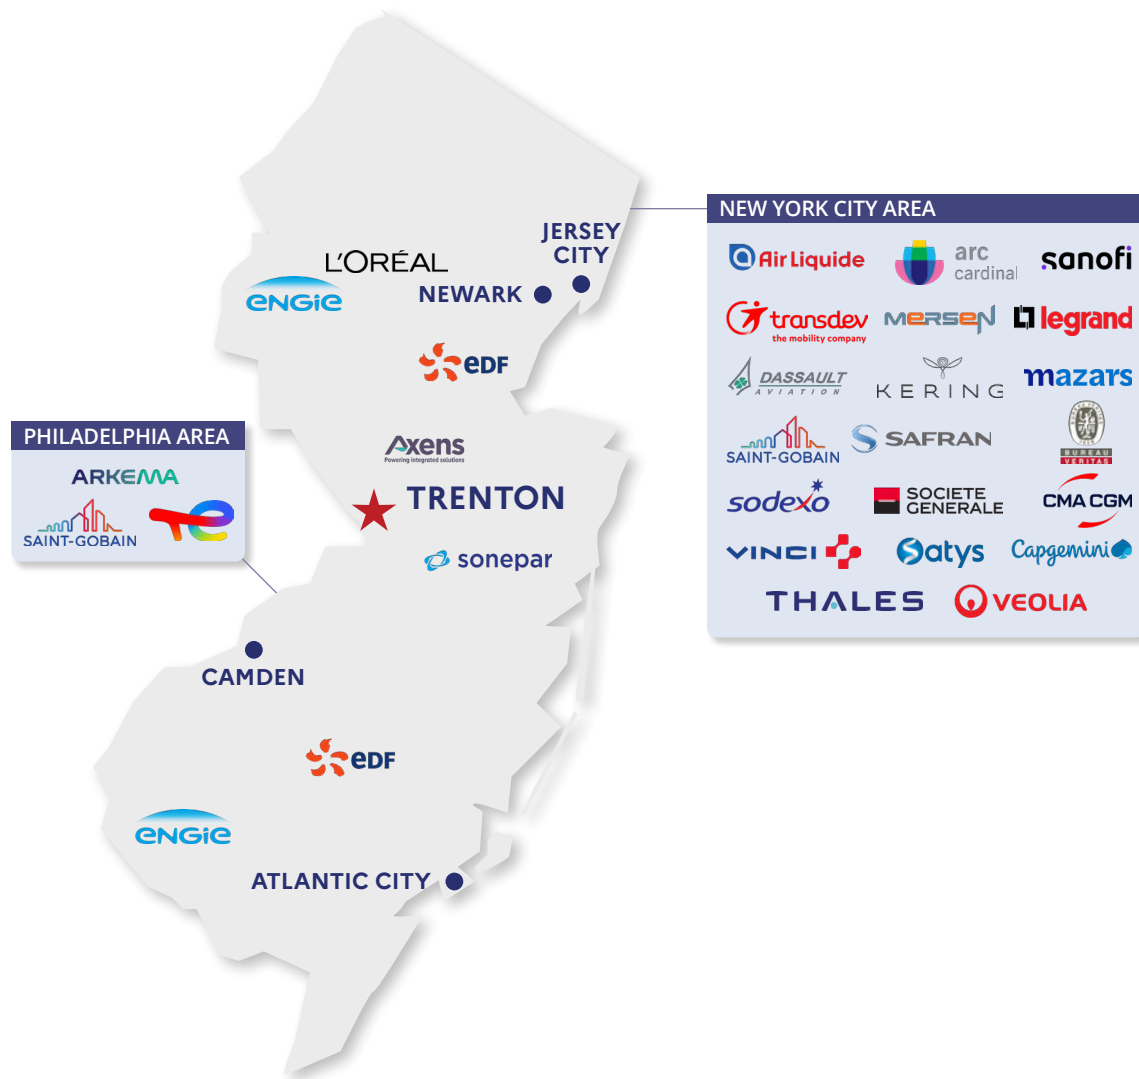 JERSEY
CITY
NEWARK
L'ORÉAL
ENGiE
eDF
Axens
Powering integrated solutions
TRENTON
sonepar
PHILADELPHIA AREA
ARKEMA
SAINT-GOBAIN
TE
CAMDEN
eDF
ENGiE
ATLANTIC CITY
NEW YORK CITY AREA
Air Liquide
arc
cardinal
sanofi
transdev
the mobility company
MERSEN
legrand
DASSAULT
AVIATION
KERING
mazars
SAINT-GOBAIN
SAFRAN
BUREAU
VERITAS
sodexo
SOCIETE
GENERALE
CMA CGM
VINCI
Satys
Capgemini
THALES
VEOLIA